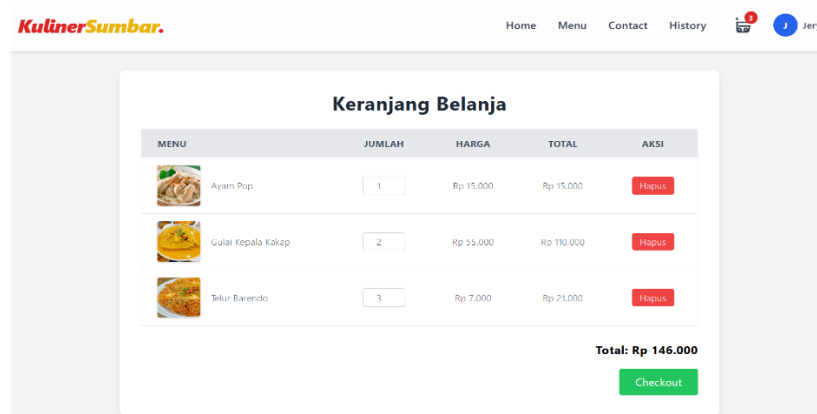 KulinerSumbar. Home Menu Contact History 3 J
Keranjang Belanja
MENU JUMLAH HARGA TOTAL AKSI
Ayam Pop 1 Rp 15.000 Rp 15.000 Hapus
Gulai Kepala Kakap 2 Rp 55.000 Rp 110.000 Hapus
Telur Barendo 3 Rp 7.000 Rp 21.000 Hapus
Total: Rp 146.000
Checkout